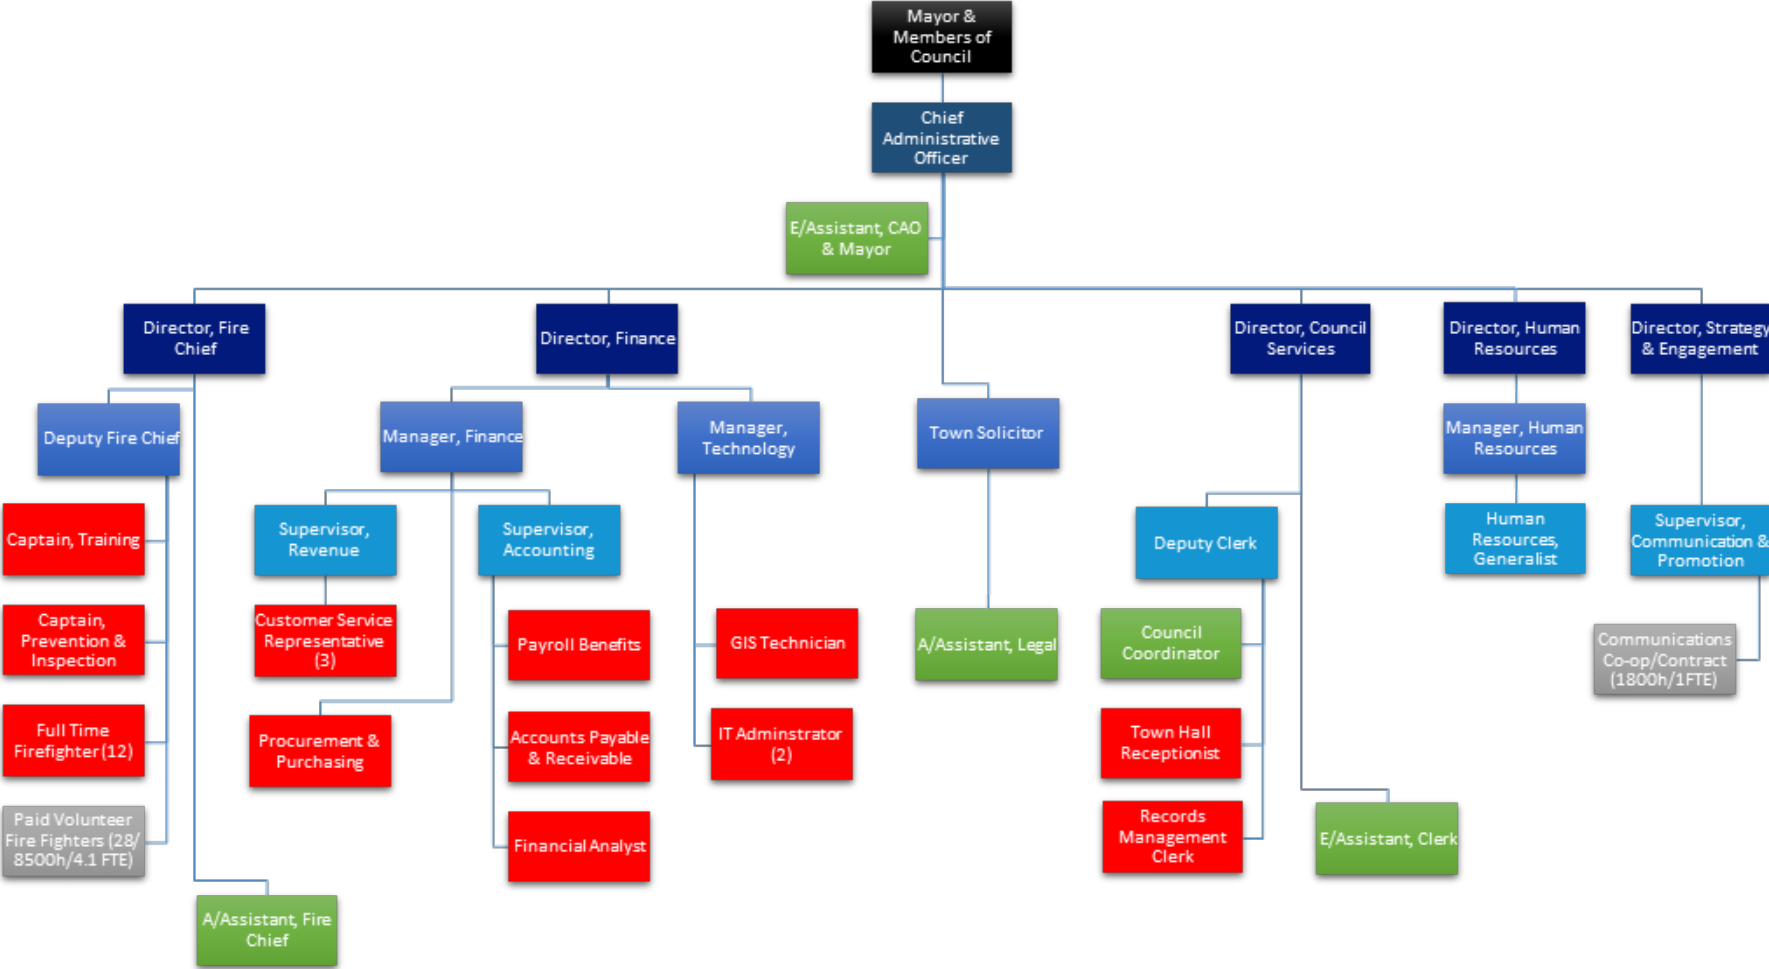 Mayor &
Members of
Council
Chief
Administrative
Officer
E/Assistant, CAO
& Mayor
Director, Fire
Chief
Director, Finance
Director, Council
Services
Director, Human
Resources
Director, Strategy
& Engagement
Deputy Fire Chief
Manager, Finance
Manager,
Technology
Town Solicitor
Manager, Human
Resources
Captain, Training
Supervisor,
Revenue
Supervisor,
Accounting
Deputy Clerk
Human
Resources,
Generalist
Supervisor,
Communication &
Promotion
Captain,
Prevention &
Inspection
Customer Service
Representative
(3)
Payroll Benefits
GIS Technician
A/Assistant, Legal
Council
Coordinator
Communications
Co-op/Contract
(1800h/1FTE)
Full Time
Firefighter (12)
Procurement &
Purchasing
Accounts Payable
& Receivable
IT Adminstrator
(2)
Town Hall
Receptionist
Paid Volunteer
Fire Fighters (28/
8500h/4.1 FTE)
Financial Analyst
Records
Management
Clerk
E/Assistant, Clerk
A/Assistant, Fire
Chief